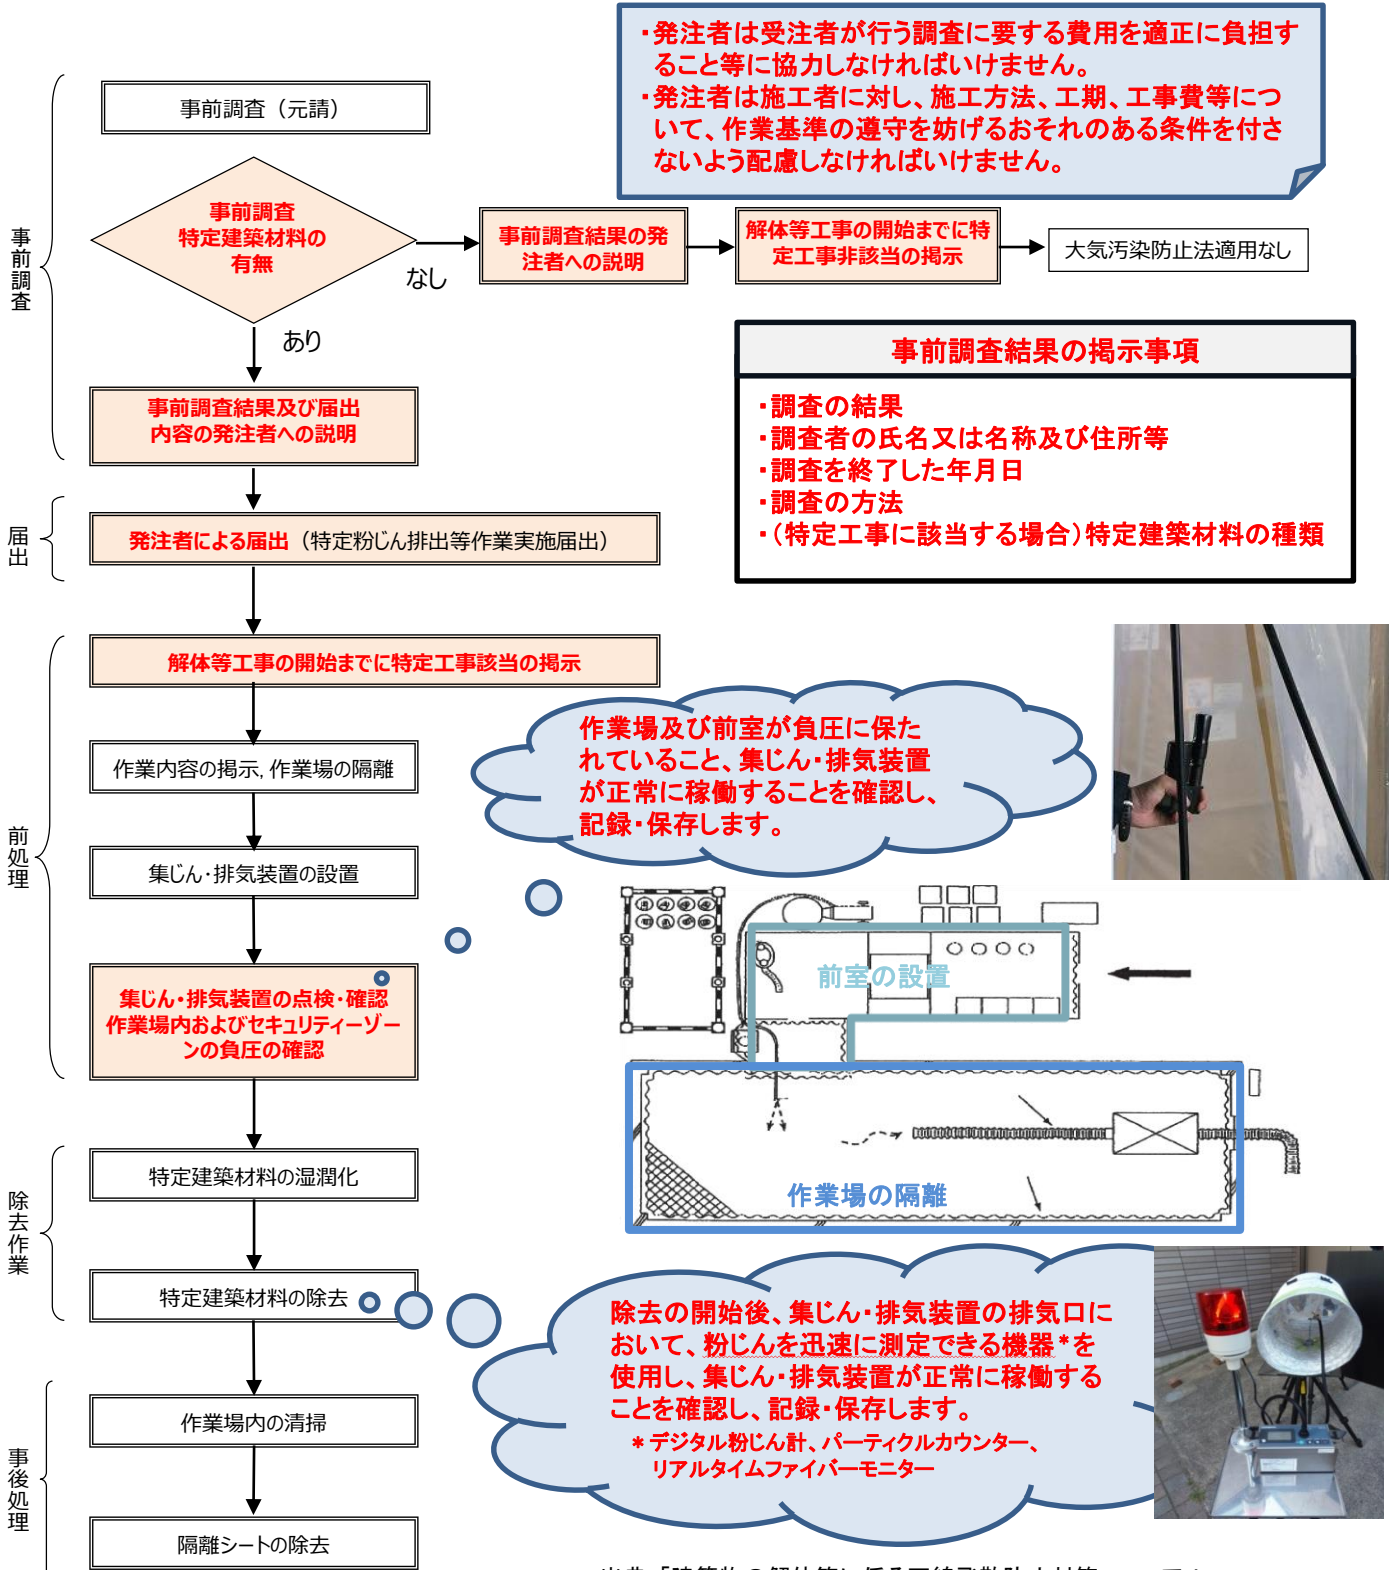 ・発注者は受注者が行う調査に要する費用を適正に負担す
ること等に協力しなければいけません。
・発注者は施工者に対し、施工方法、工期、工事費等につ
いて、作業基準の遵守を妨げるおそれのある条件を付さ
ないよう配慮しなければいけません。
事前調査
事前調査（元請）
事前調査
特定建築材料の
有無
なし
事前調査結果の発
注者への説明
解体等工事の開始までに特
定工事非該当の掲示
大気汚染防止法適用なし
あり
事前調査結果及び届出
内容の発注者への説明
事前調査結果の掲示事項
・調査の結果
・調査者の氏名又は名称及び住所等
・調査を終了した年月日
・調査の方法
・（特定工事に該当する場合）特定建築材料の種類
届出
発注者による届出（特定粉じん排出等作業実施届出）
前処理
解体等工事の開始までに特定工事該当の掲示
作業内容の掲示,作業場の隔離
集じん・排気装置の設置
集じん・排気装置の点検・確認
作業場内およびセキュリティーゾー
ンの負圧の確認
作業場及び前室が負圧に保た
れていること、集じん・排気装置
が正常に稼働することを確認し、
記録・保存します。
前室の設置
作業場の隔離
除去作業
特定建築材料の湿潤化
特定建築材料の除去
除去の開始後、集じん・排気装置の排気口に
おいて、粉じんを迅速に測定できる機器*を
使用し、集じん・排気装置が正常に稼働する
ことを確認し、記録・保存します。
*デジタル粉じん計、パーティクルカウンター、
リアルタイムファイバーモニター
事後処理
作業場内の清掃
隔離シートの除去